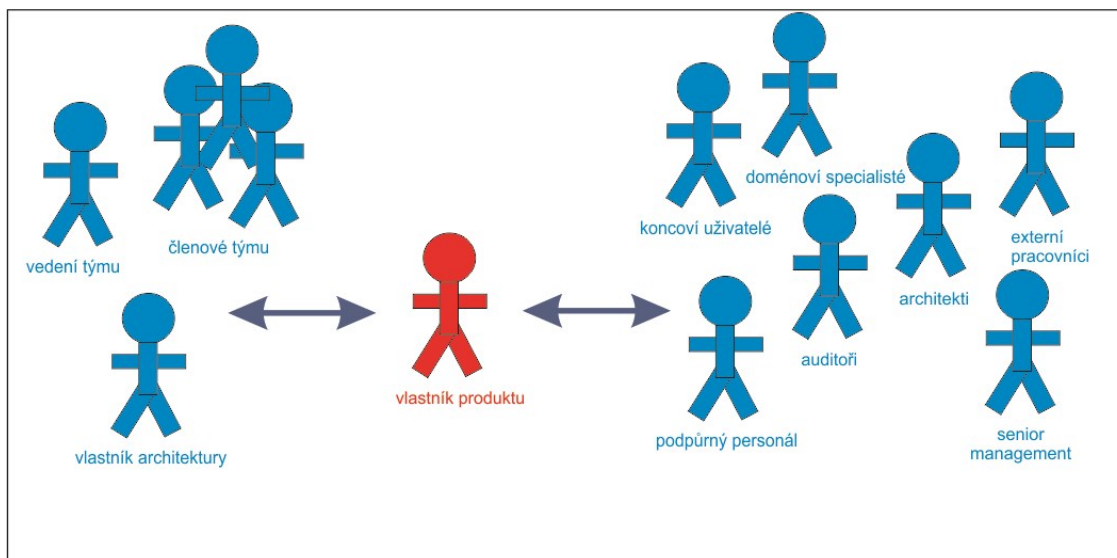 vedení týmu
členové týmu
vlastník architektury
vlastník produktu
koncoví uživatelé
doménoví specialisté
architekti
externí
pracovníci
auditoři
podpůrný personál
senior
management